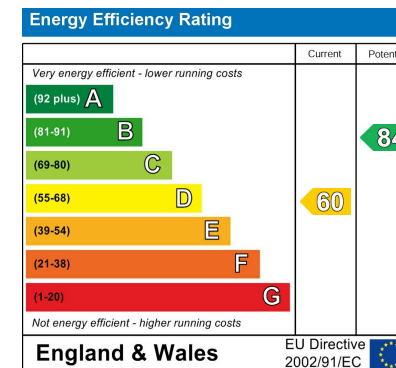 Energy Efficiency Rating
Current
Very energy efficient - lower running costs
(92 plus) A
(81-91) B
84
(69-80) C
(55-68) D
60
(39-54) E
(21-38) F
(1-20) G
Not energy efficient - higher running costs
England & Wales
EU Directive
2002/91/EC